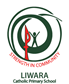 STRENGTH IN COMMUNITY
LIWARA
Catholic Primary School